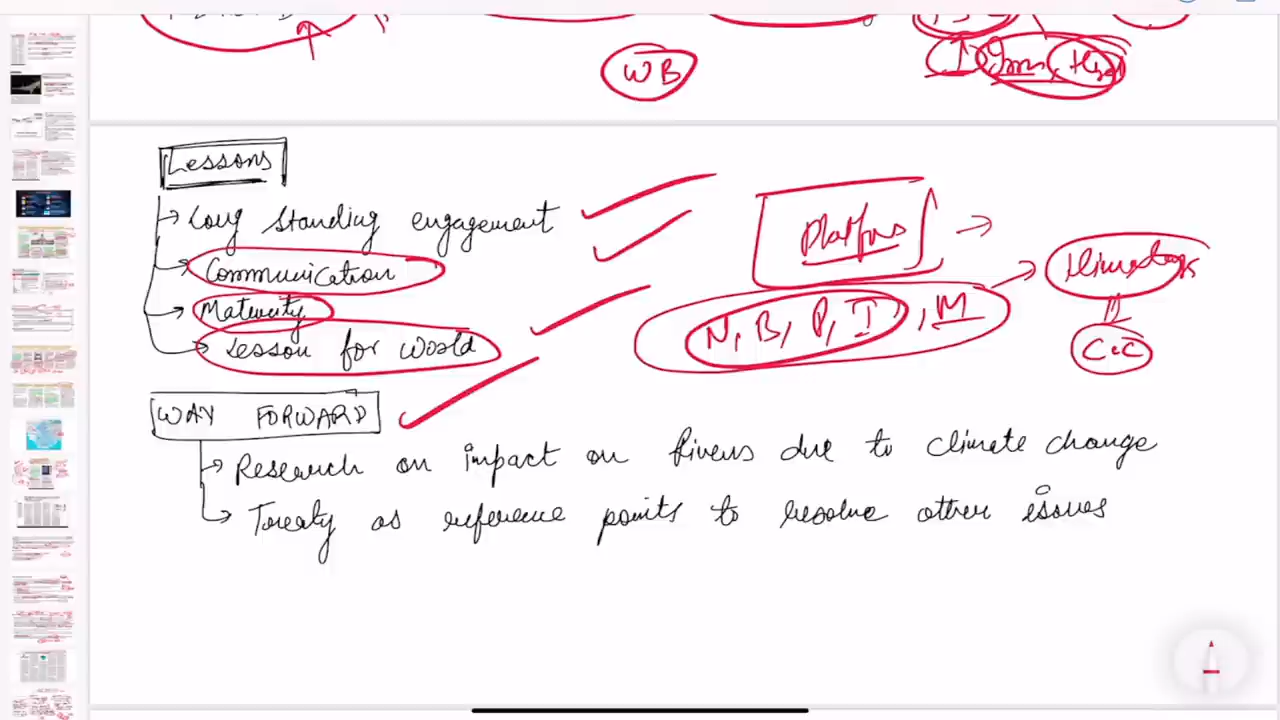 WB
I
Lessons
Long standing engagement
Communication
Maturity
Lesson for World
Platform
N, B, P, I, M
C.C
WAY FORWARD
Research on impact on Rivers due to climate change
Treaty as reference points to resolve other issues